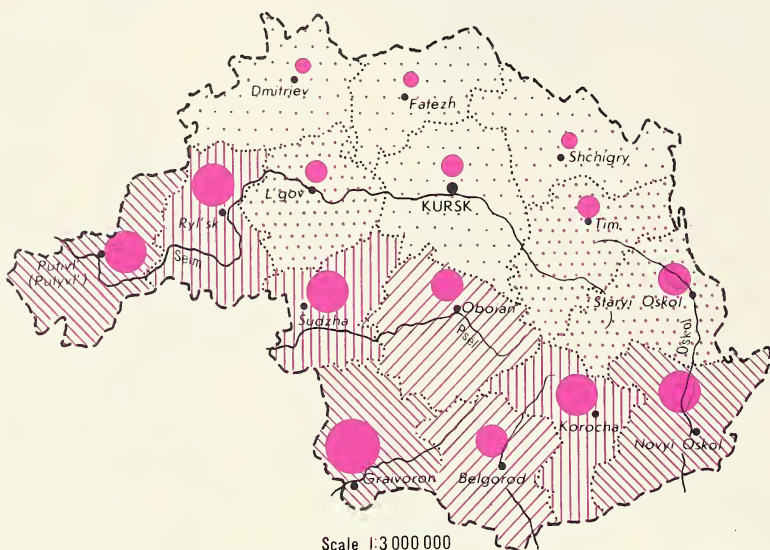 Dmitriev
Fatezh
Shchigry
L'gov
KURSK
Ryl'sk
Tim
Putivl'
(Putyvl')
Seim
Staryi Oskol
Oskol
Sudzha
Oboian'
Psël
Korocha
Novyi Oskol
Graivoron
Belgorod
Scale 1:3 000 000